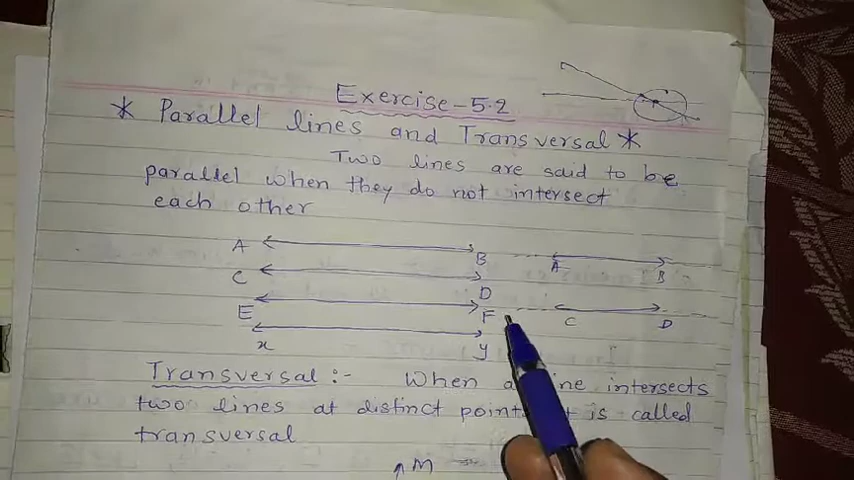 Exercise-5.2
* Parallel lines and Transversal *
Two lines are said to be
parallel when they do not intersect
each other
A B A B
C D
E F C D
x y
Transversal :- When a ine intersects
two lines at distinct point t is called
transversal
M